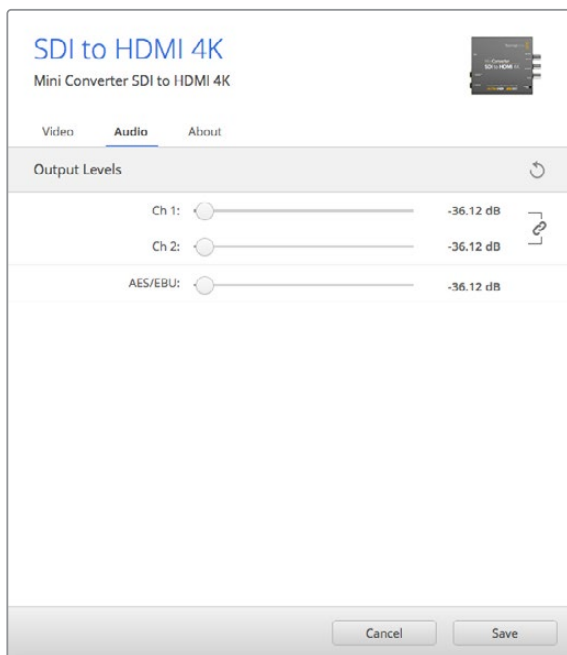 SDI to HDMI 4K
Mini Converter SDI to HDMI 4K
Video Audio About
Output Levels
Ch 1: -36.12 dB
Ch 2: -36.12 dB
AES/EBU: -36.12 dB
Cancel Save